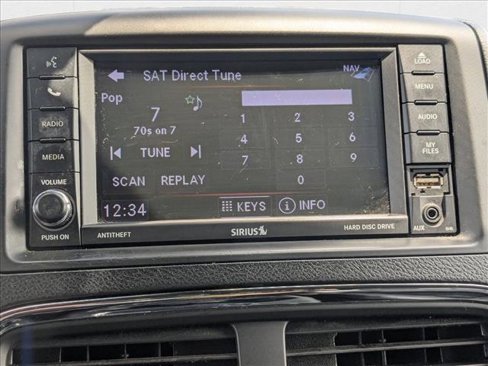 LOAD
SAT Direct Tune
NAV
MENU
Pop
7
1 2 3
RADIO
AUDIO
70s on 7
4 5 6
MEDIA
TUNE
7 8 9
MY FILES
VOLUME
SCAN REPLAY
0
12:34
KEYS
i INFO
PUSH ON
ANTITHEFT
SIRIUS
HARD DISC DRIVE
AUX